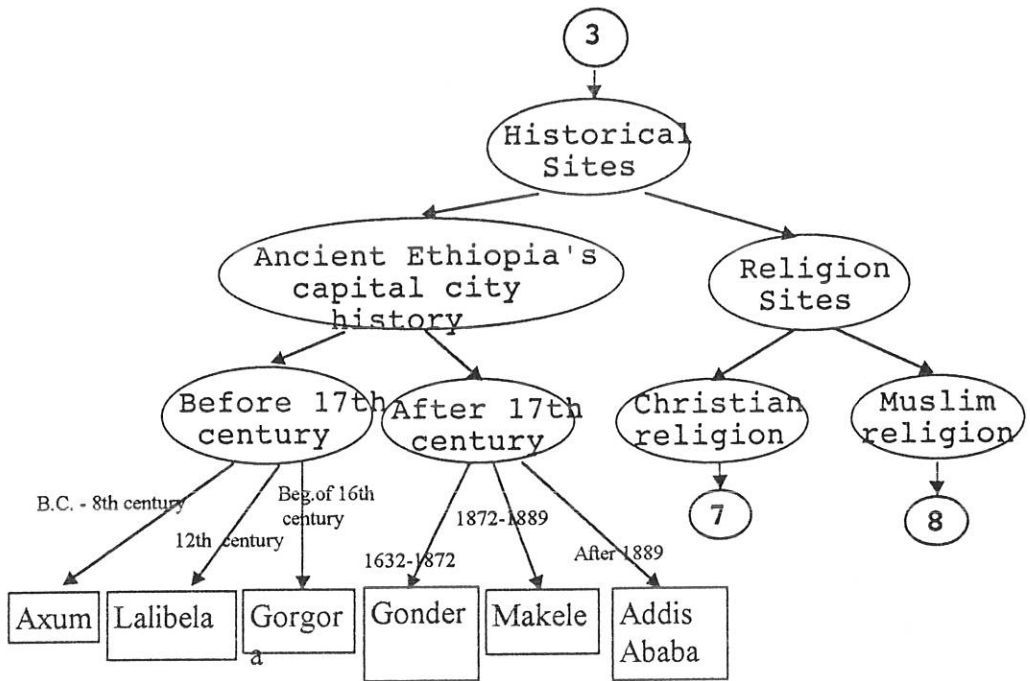 3
Historical
Sites
Ancient Ethiopia's
capital city
history
Religion
Sites
Before 17th
century
After 17th
century
Christian
religion
Muslim
religion
B.C. - 8th century
12th century
Beg.of 16th
century
1632-1872
1872-1889
After 1889
7
8
Axum
Lalibela
Gorgor
a
Gonder
Makele
Addis
Ababa